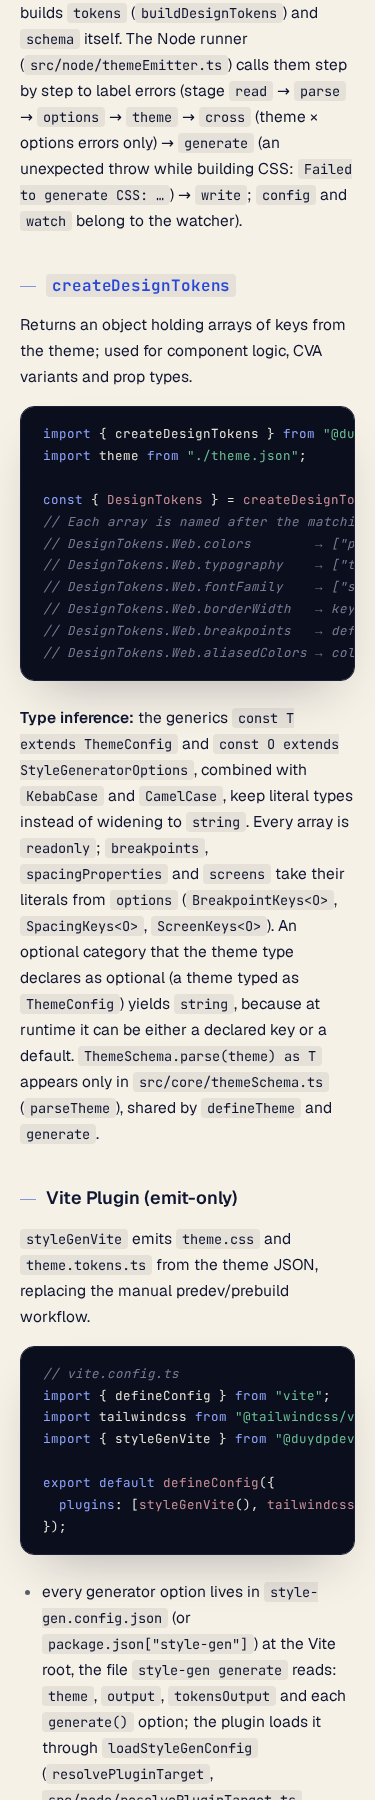 builds tokens ( buildDesignTokens ) and
schema itself. The Node runner
( src/node/themeEmitter.ts ) calls them step
by step to label errors (stage read → parse
→ options → theme → cross (theme ×
options errors only) → generate (an
unexpected throw while building CSS: Failed
to generate CSS: … ) → write ; config and
watch belong to the watcher).
— createDesignTokens
Returns an object holding arrays of keys from
the theme; used for component logic, CVA
variants and prop types.
import { createDesignTokens } from "@du
import theme from "./theme.json";
const { DesignTokens } = createDesignTo
// Each array is named after the matchi
// DesignTokens.Web.colors → ["p
// DesignTokens.Web.typography → ["t
// DesignTokens.Web.fontFamily → ["s
// DesignTokens.Web.borderWidth → key
// DesignTokens.Web.breakpoints → def
// DesignTokens.Web.aliasedColors → col
Type inference: the generics const T
extends ThemeConfig and const O extends
StyleGeneratorOptions , combined with
KebabCase and CamelCase , keep literal types
instead of widening to string . Every array is
readonly ; breakpoints ,
spacingProperties and screens take their
literals from options ( BreakpointKeys<O> ,
SpacingKeys<O> , ScreenKeys<O> ). An
optional category that the theme type
declares as optional (a theme typed as
ThemeConfig ) yields string , because at
runtime it can be either a declared key or a
default. ThemeSchema.parse(theme) as T
appears only in src/core/themeSchema.ts
( parseTheme ), shared by defineTheme and
generate .
— Vite Plugin (emit-only)
styleGenVite emits theme.css and
theme.tokens.ts from the theme JSON,
replacing the manual predev/prebuild
workflow.
// vite.config.ts
import { defineConfig } from "vite";
import tailwindcss from "@tailwindcss/v
import { styleGenVite } from "@duydpdev
export default defineConfig({
plugins: [styleGenVite(), tailwindcss
});
• every generator option lives in style-
gen.config.json (or
package.json["style-gen"] ) at the Vite
root, the file style-gen generate reads:
theme , output , tokensOutput and each
generate() option; the plugin loads it
through loadStyleGenConfig
( resolvePluginTarget ,
src/node/resolvePluginTarget.ts